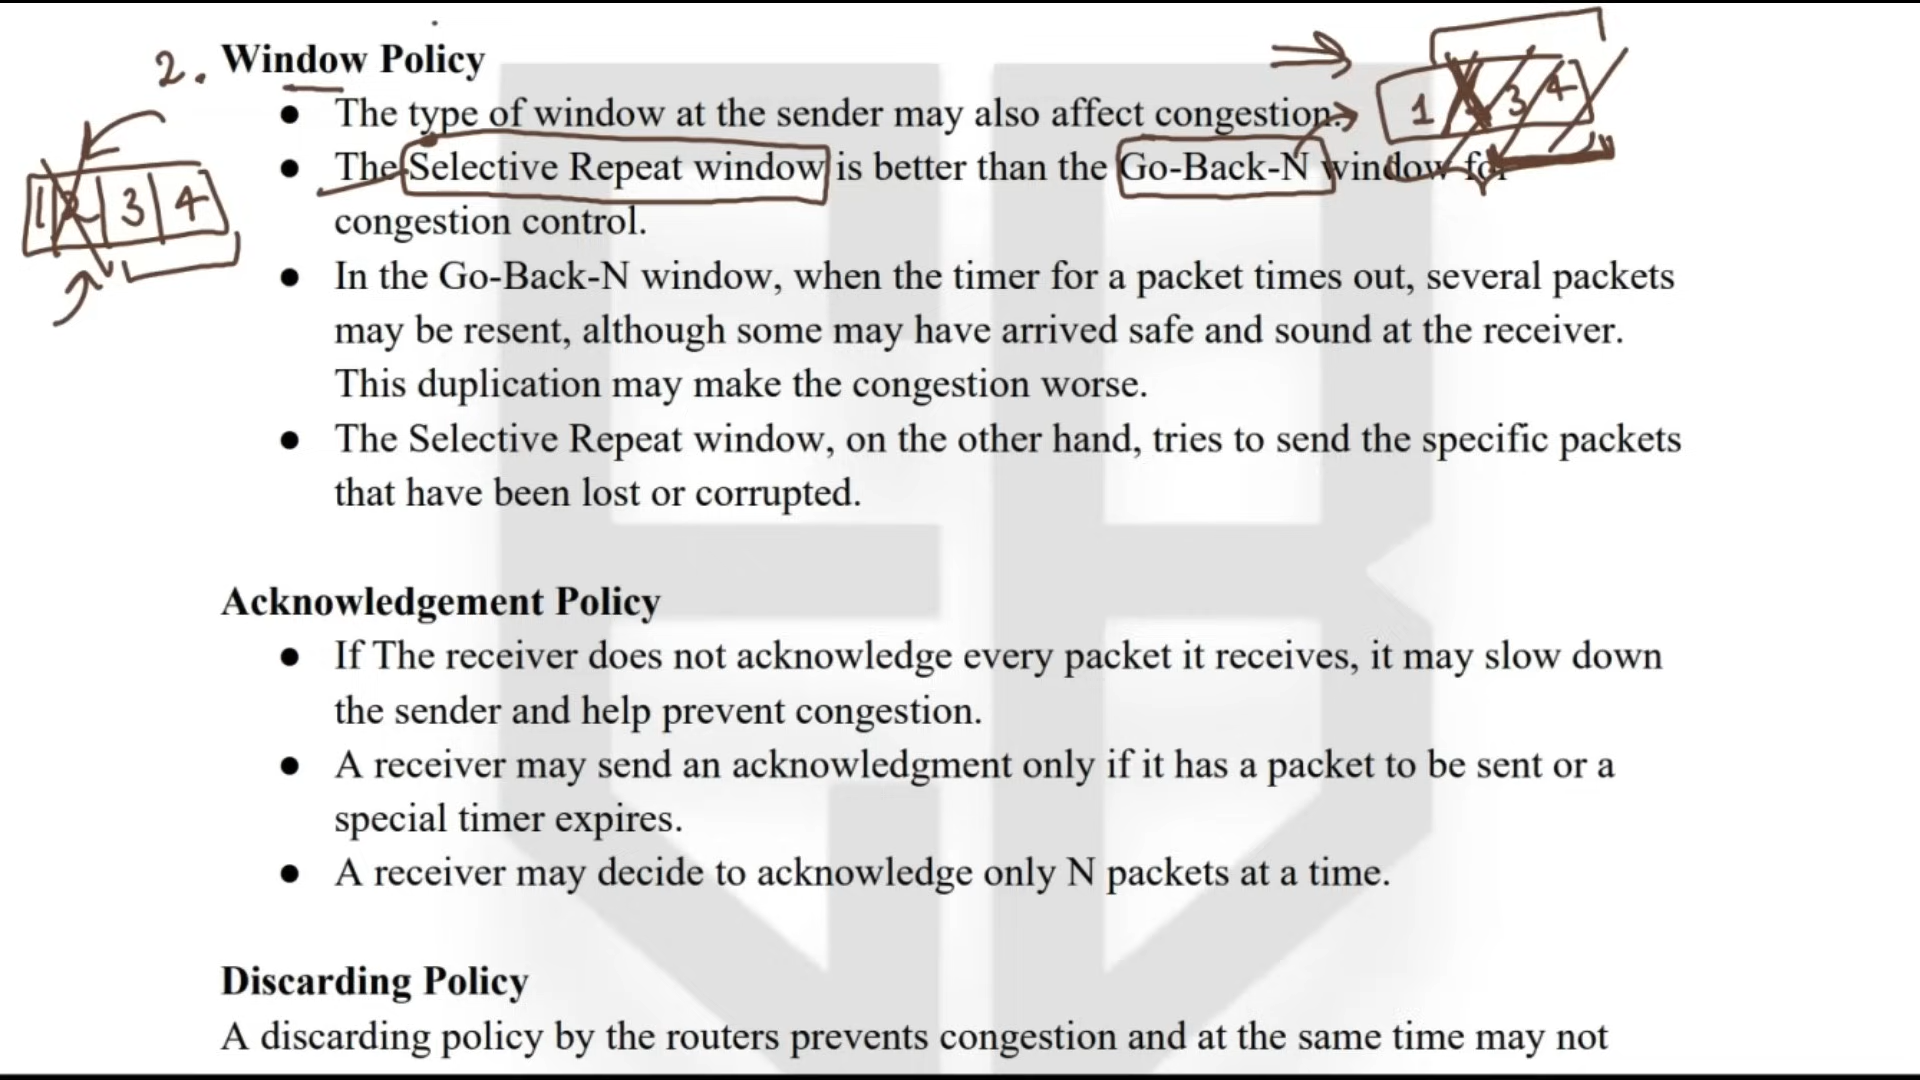 2. Window Policy
● The type of window at the sender may also affect congestion.
● The Selective Repeat window is better than the Go-Back-N window for
congestion control.
● In the Go-Back-N window, when the timer for a packet times out, several packets
may be resent, although some may have arrived safe and sound at the receiver.
This duplication may make the congestion worse.
● The Selective Repeat window, on the other hand, tries to send the specific packets
that have been lost or corrupted.
Acknowledgement Policy
● If The receiver does not acknowledge every packet it receives, it may slow down
the sender and help prevent congestion.
● A receiver may send an acknowledgment only if it has a packet to be sent or a
special timer expires.
● A receiver may decide to acknowledge only N packets at a time.
Discarding Policy
A discarding policy by the routers prevents congestion and at the same time may not
1 3 4
1 2 3 4